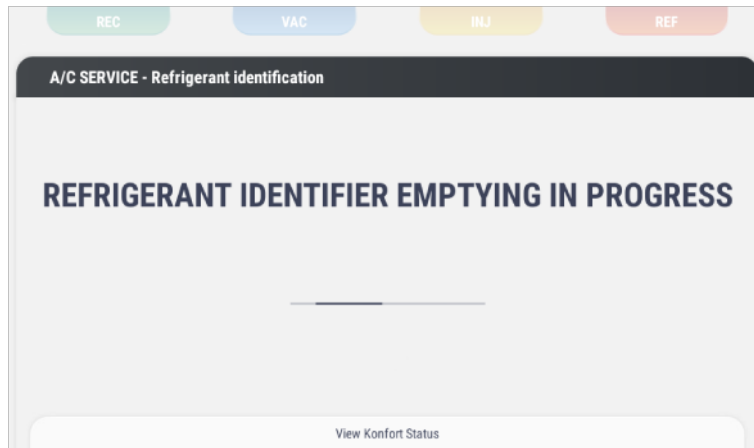 REC
VAC
INJ
REF
A/C SERVICE - Refrigerant identification
REFRIGERANT IDENTIFIER EMPTYING IN PROGRESS
View Konfort Status